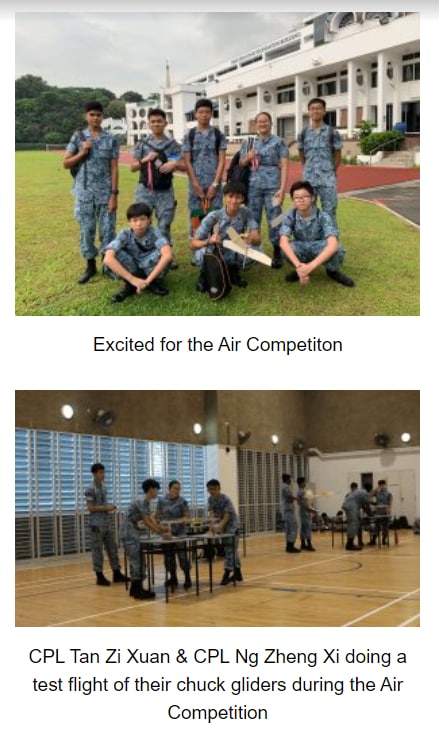 Excited for the Air Competiton
CPL Tan Zi Xuan & CPL Ng Zheng Xi doing a
test flight of their chuck gliders during the Air
Competition